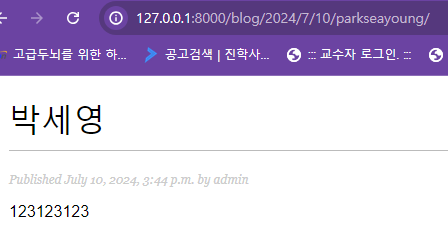 127.0.0.1:8000/blog/2024/7/10/parkseayoung/
고급두뇌를 위한 하...
공고검색 | 진학사...
::: 교수자 로그인. :::
박세영
Published July 10, 2024, 3:44 p.m. by admin
123123123